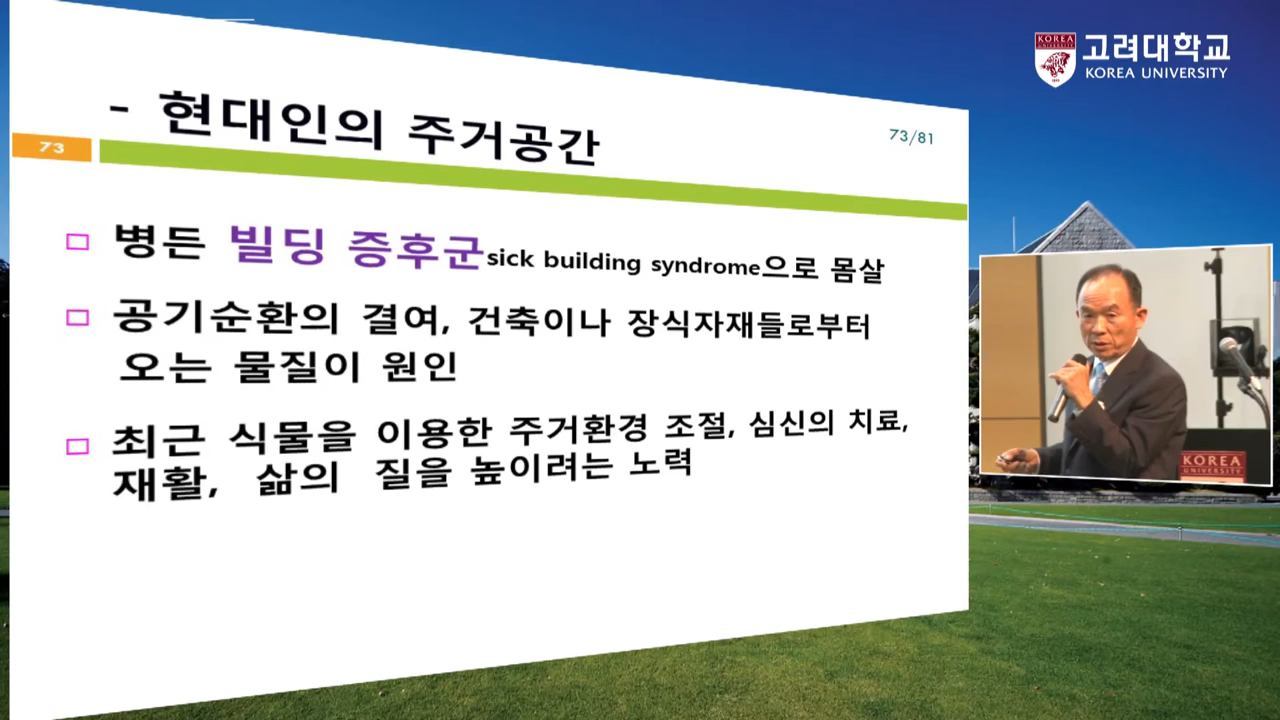 - 현대인의 주거공간
73
73/81
병든 빌딩 증후군sick building syndrome으로 몸살
공기순환의 결여, 건축이나 장식자재들로부터
오는 물질이 원인
최근 식물을 이용한 주거환경 조절, 심신의 치료,
재활, 삶의 질을 높이려는 노력
KOREA
UNIVERSITY
고려대학교
KOREA UNIVERSITY
KOREA
UNIVERSITY